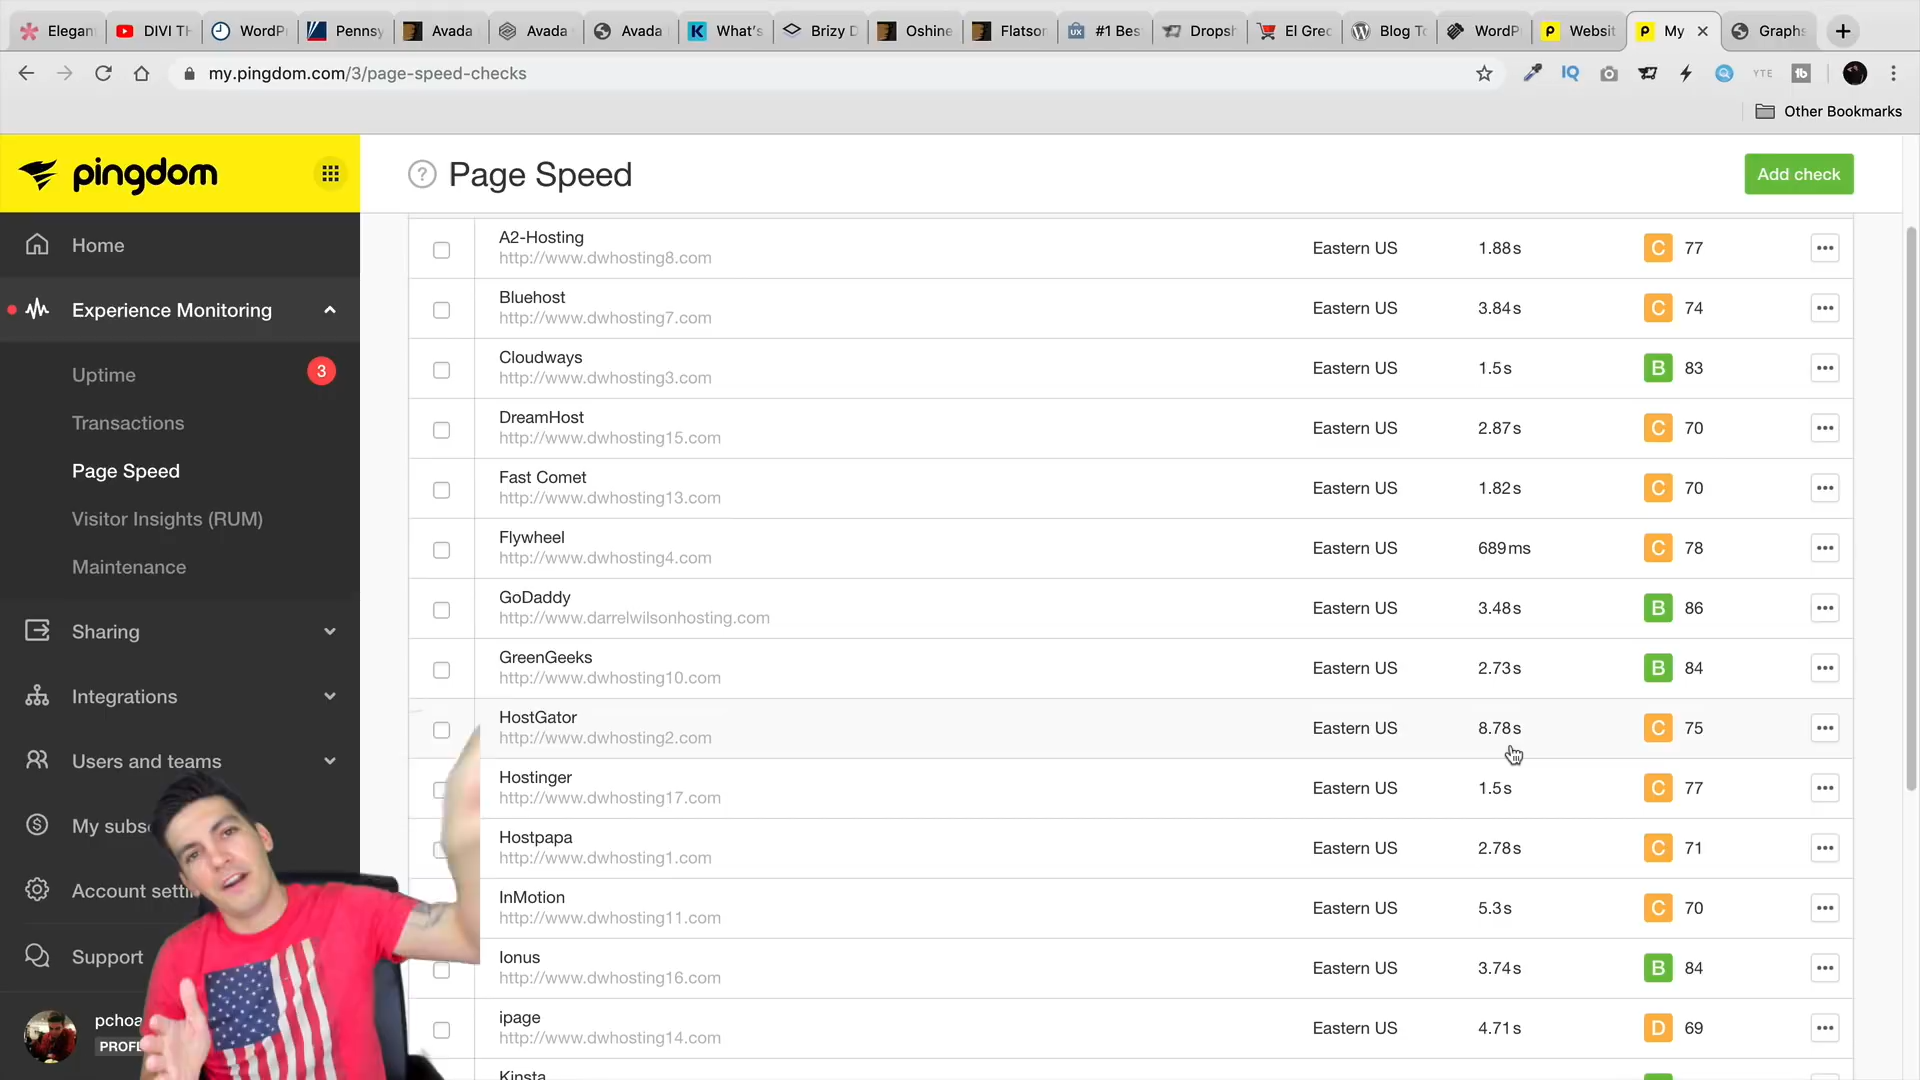 Elegan
DIVI TH
WordP
Pennsy
Avada
Avada
Avada
What's
Brizy D
Oshine
Flatson
#1 Bes
Dropsh
El Grec
Blog To
WordP
Websit
My
Graphs
my.pingdom.com/3/page-speed-checks
IQ
YTE
tb
Other Bookmarks
pingdom
Page Speed
Add check
Home
Experience Monitoring
Uptime
3
Transactions
Page Speed
Visitor Insights (RUM)
Maintenance
Sharing
Integrations
Users and teams
My subs
Account setti
Support
pchoa
PROFE
A2-Hosting
http://www.dwhosting8.com
Eastern US 1.88s C 77
Bluehost
http://www.dwhosting7.com
Eastern US 3.84s C 74
Cloudways
http://www.dwhosting3.com
Eastern US 1.5s B 83
DreamHost
http://www.dwhosting15.com
Eastern US 2.87s C 70
Fast Comet
http://www.dwhosting13.com
Eastern US 1.82s C 70
Flywheel
http://www.dwhosting4.com
Eastern US 689ms C 78
GoDaddy
http://www.darrelwilsonhosting.com
Eastern US 3.48s B 86
GreenGeeks
http://www.dwhosting10.com
Eastern US 2.73s B 84
HostGator
http://www.dwhosting2.com
Eastern US 8.78s C 75
Hostinger
http://www.dwhosting17.com
Eastern US 1.5s C 77
Hostpapa
http://www.dwhosting1.com
Eastern US 2.78s C 71
InMotion
http://www.dwhosting11.com
Eastern US 5.3s C 70
Ionus
http://www.dwhosting16.com
Eastern US 3.74s B 84
ipage
http://www.dwhosting14.com
Eastern US 4.71s D 69
Kinsta